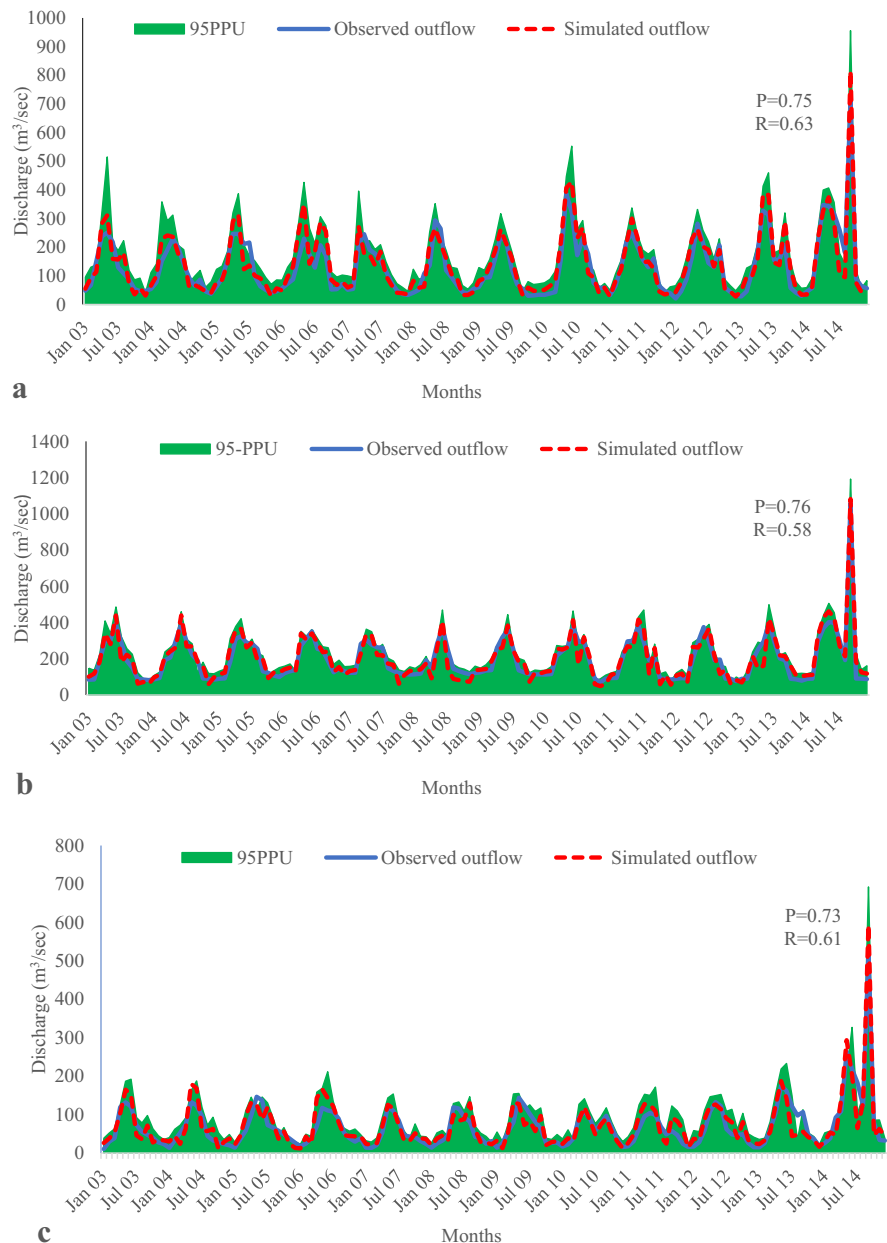 95PPU Observed outflow Simulated outflow
1000
900
800
700
600
500
400
300
200
100
0
Discharge (m³/sec)
P=0.75
R=0.63
Jan 03 Jul 03 Jan 04 Jul 04 Jan 05 Jul 05 Jan 06 Jul 06 Jan 07 Jul 07 Jan 08 Jul 08 Jan 09 Jul 09 Jan 10 Jul 10 Jan 11 Jul 11 Jan 12 Jul 12 Jan 13 Jul 13 Jan 14 Jul 14
Months
a
95-PPU Observed outflow Simulated outflow
1400
1200
1000
800
600
400
200
0
Discharge (m³/sec)
P=0.76
R=0.58
Jan 03 Jul 03 Jan 04 Jul 04 Jan 05 Jul 05 Jan 06 Jul 06 Jan 07 Jul 07 Jan 08 Jul 08 Jan 09 Jul 09 Jan 10 Jul 10 Jan 11 Jul 11 Jan 12 Jul 12 Jan 13 Jul 13 Jan 14 Jul 14
Months
b
95PPU Observed outflow Simulated outflow
800
700
600
500
400
300
200
100
0
Discharge (m³/sec)
P=0.73
R=0.61
Jan 03 Jul 03 Jan 04 Jul 04 Jan 05 Jul 05 Jan 06 Jul 06 Jan 07 Jul 07 Jan 08 Jul 08 Jan 09 Jul 09 Jan 10 Jul 10 Jan 11 Jul 11 Jan 12 Jul 12 Jan 13 Jul 13 Jan 14 Jul 14
Months
c